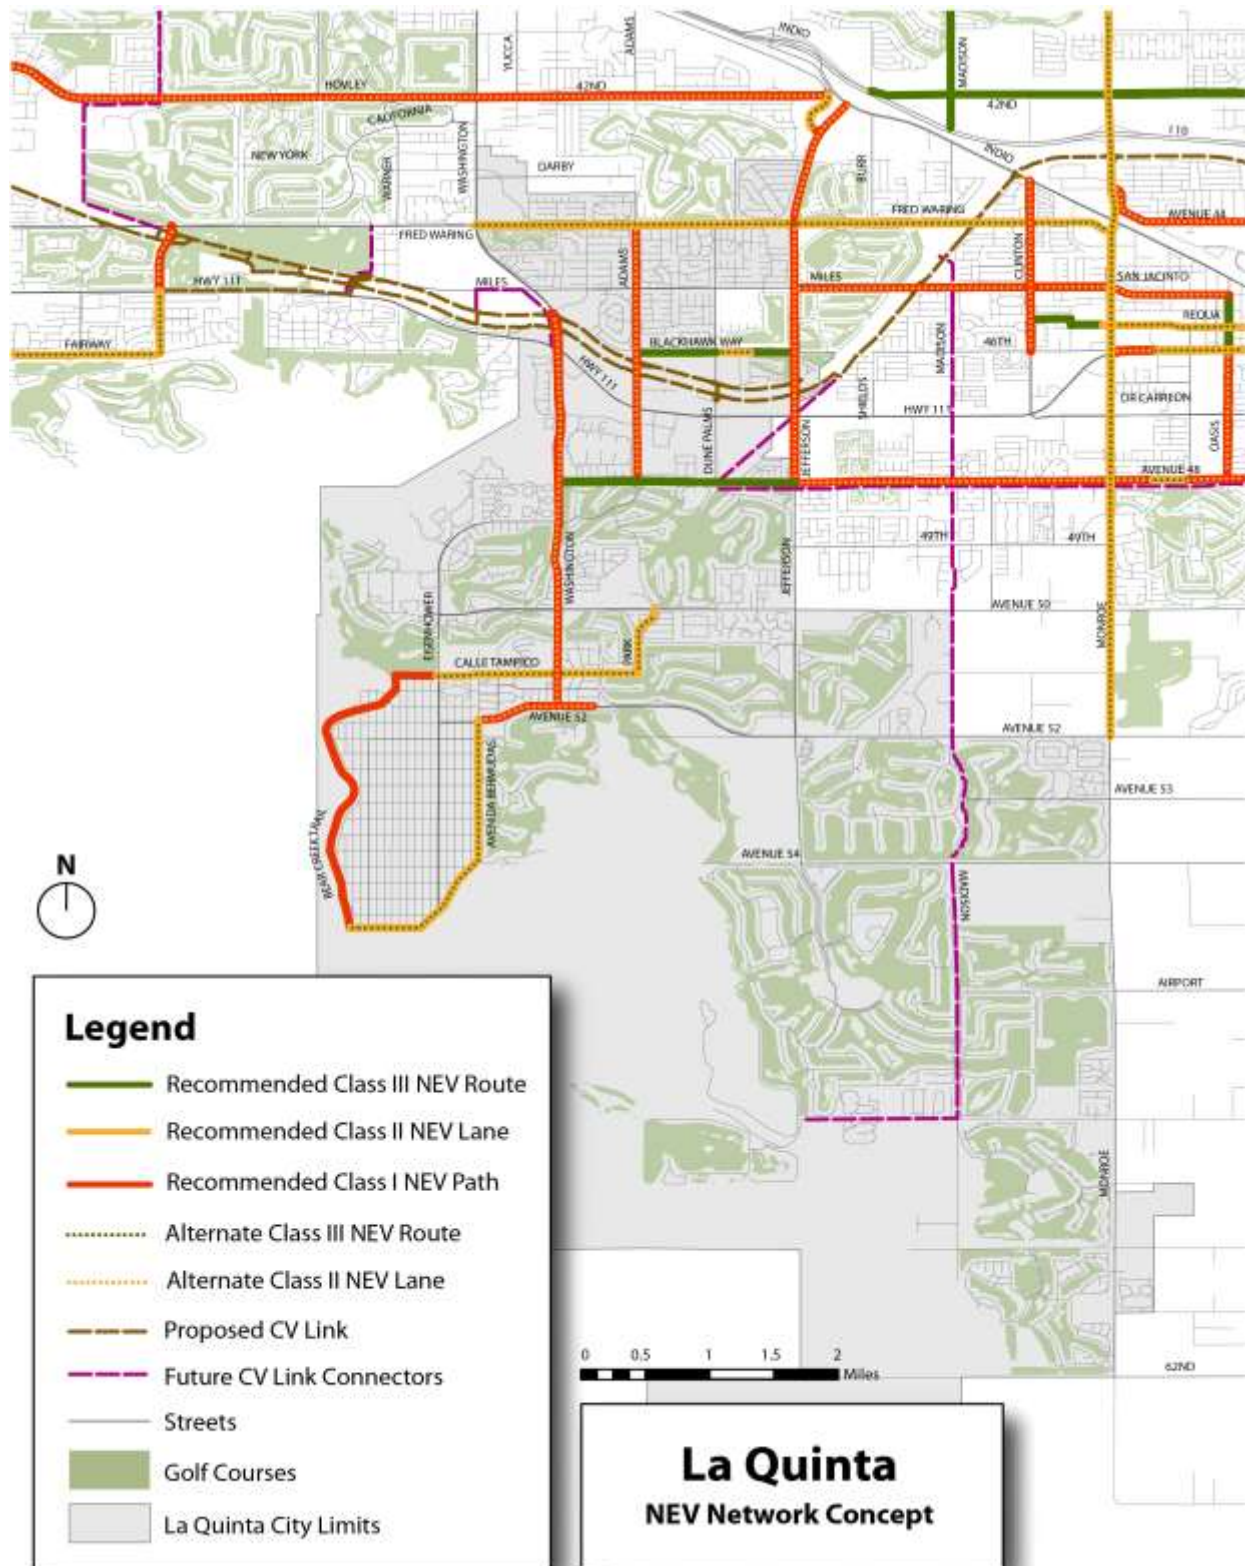 INDIO
MADISON
ADAMS
YUCCA
HOVLEY
42ND
42ND
CALIFORNIA
110
NEW YORK
WARNER
WASHINGTON
DARBY
BURR
INDIO
FRED WARING
FRED WARING
AVENUE 44
ADAMS
CLINTON
HWY 111
MILES
MILES
SAN JACINTO
REQUA
FAIRWAY
BLACKHAWK WAY
46TH
MADISON
HWY 111
SHIELDS
DR CARREON
HWY 111
DUNE PALMS
JEFFERSON
OASIS
AVENUE 48
49TH
49TH
WASHINGTON
JEFFERSON
EISENHOWER
AVENUE 50
MONROE
PARK
CALLE TAMPICO
AVENUE 52
AVENUE 52
AVENIDA BERMUDAS
AVENUE 53
BEAR CREEK TRAIL
AVENUE 54
MADISON
N
AIRPORT
MONROE
62ND
Legend
Recommended Class III NEV Route
Recommended Class II NEV Lane
Recommended Class I NEV Path
Alternate Class III NEV Route
Alternate Class II NEV Lane
Proposed CV Link
Future CV Link Connectors
Streets
Golf Courses
La Quinta City Limits
0 0.5 1 1.5 2
Miles
La Quinta
NEV Network Concept